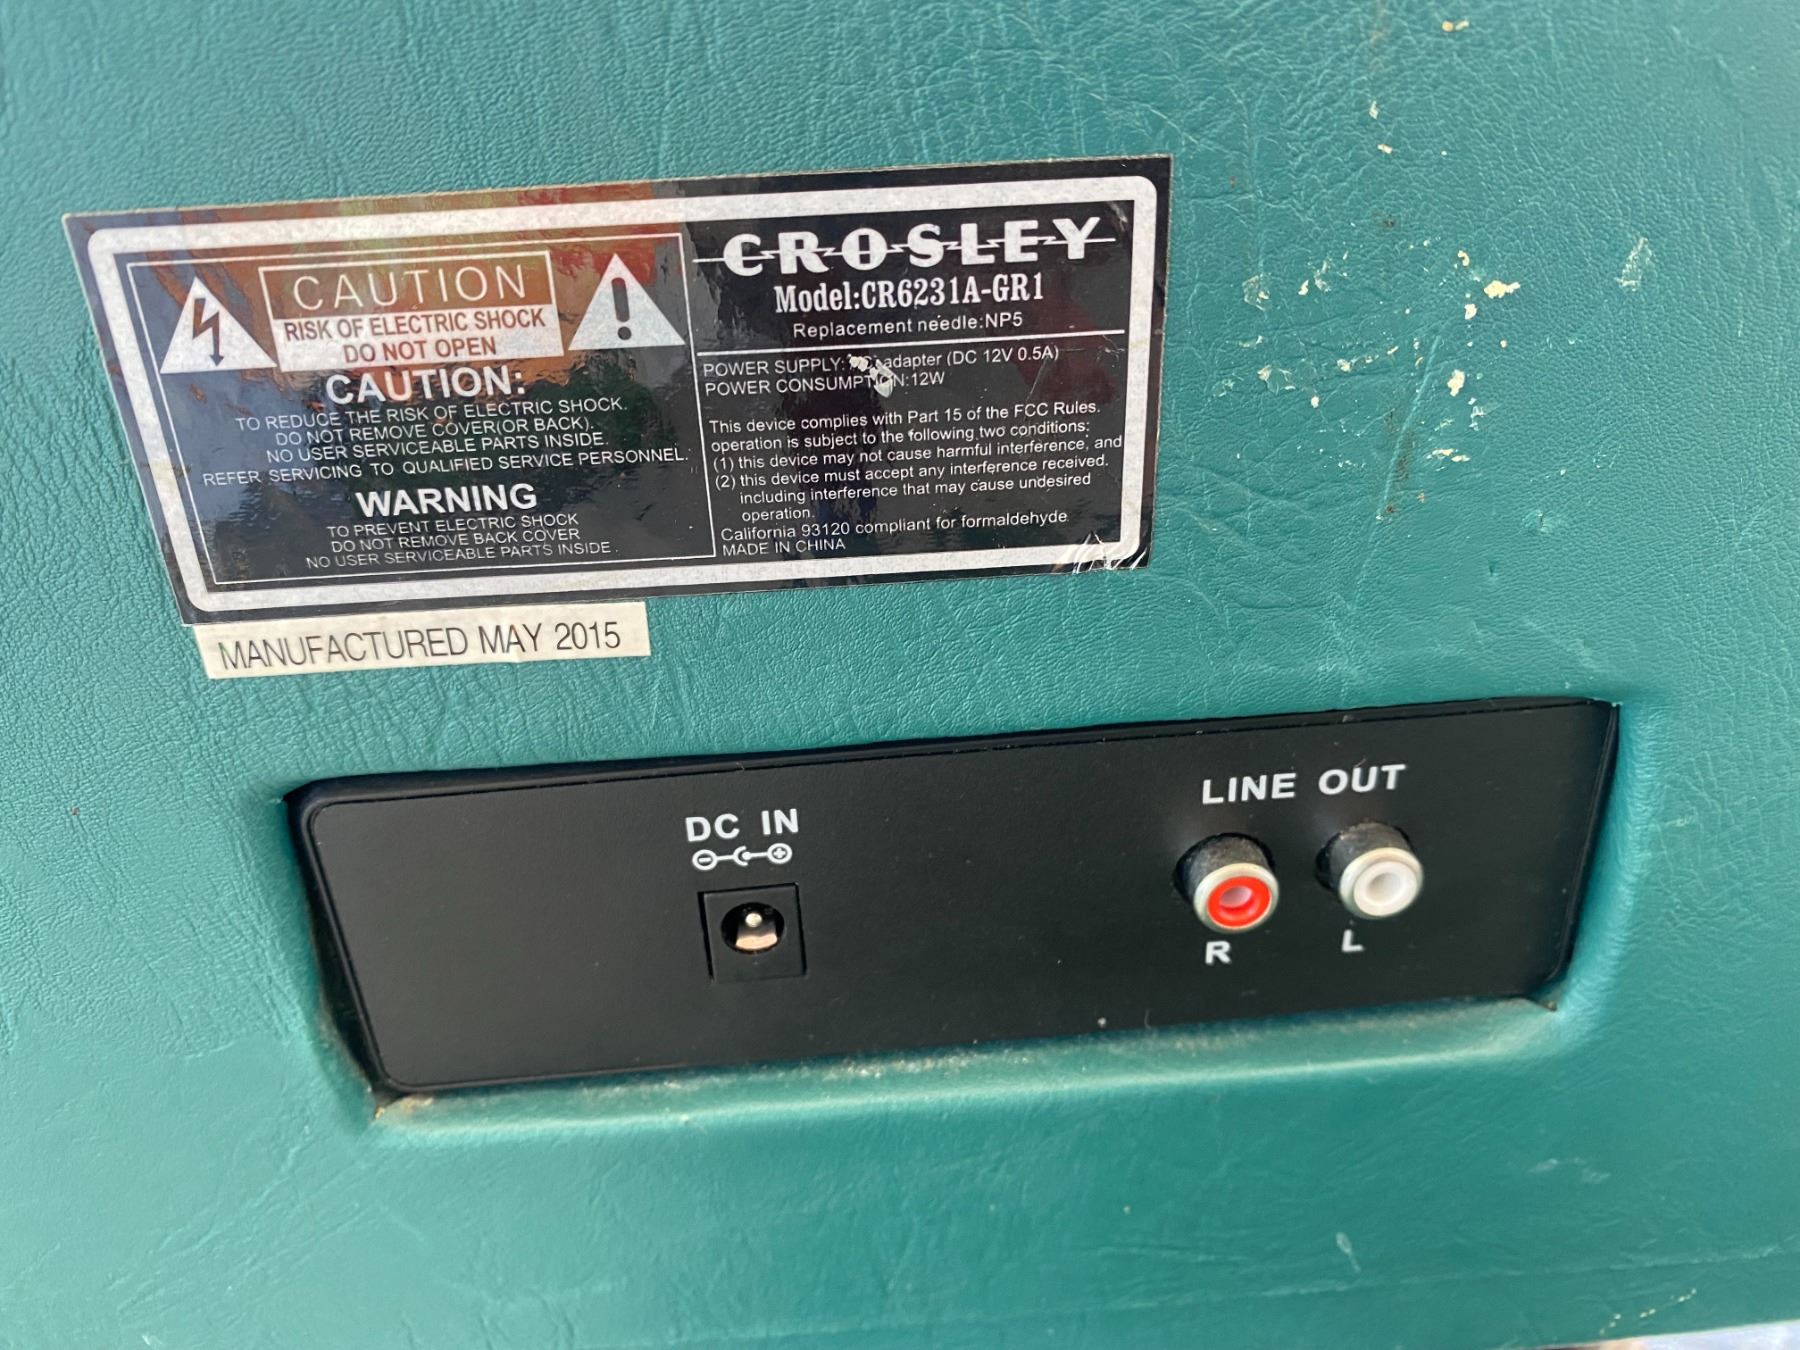 CAUTION
RISK OF ELECTRIC SHOCK
DO NOT OPEN
CAUTION:
TO REDUCE THE RISK OF ELECTRIC SHOCK.
DO NOT REMOVE COVER(OR BACK).
NO USER SERVICEABLE PARTS INSIDE.
REFER SERVICING TO QUALIFIED SERVICE PERSONNEL.
WARNING
TO PREVENT ELECTRIC SHOCK
DO NOT REMOVE BACK COVER
NO USER SERVICEABLE PARTS INSIDE.
CROSLEY
Model:CR6231A-GR1
Replacement needle:NP5
POWER SUPPLY: adapter (DC 12V 0.5A)
POWER CONSUMPTION:12W
This device complies with Part 15 of the FCC Rules.
operation is subject to the following two conditions:
(1) this device may not cause harmful interference, and
(2) this device must accept any interference received.
including interference that may cause undesired
operation.
California 93120 compliant for formaldehyde
MADE IN CHINA
MANUFACTURED MAY 2015
DC IN
LINE OUT
R L